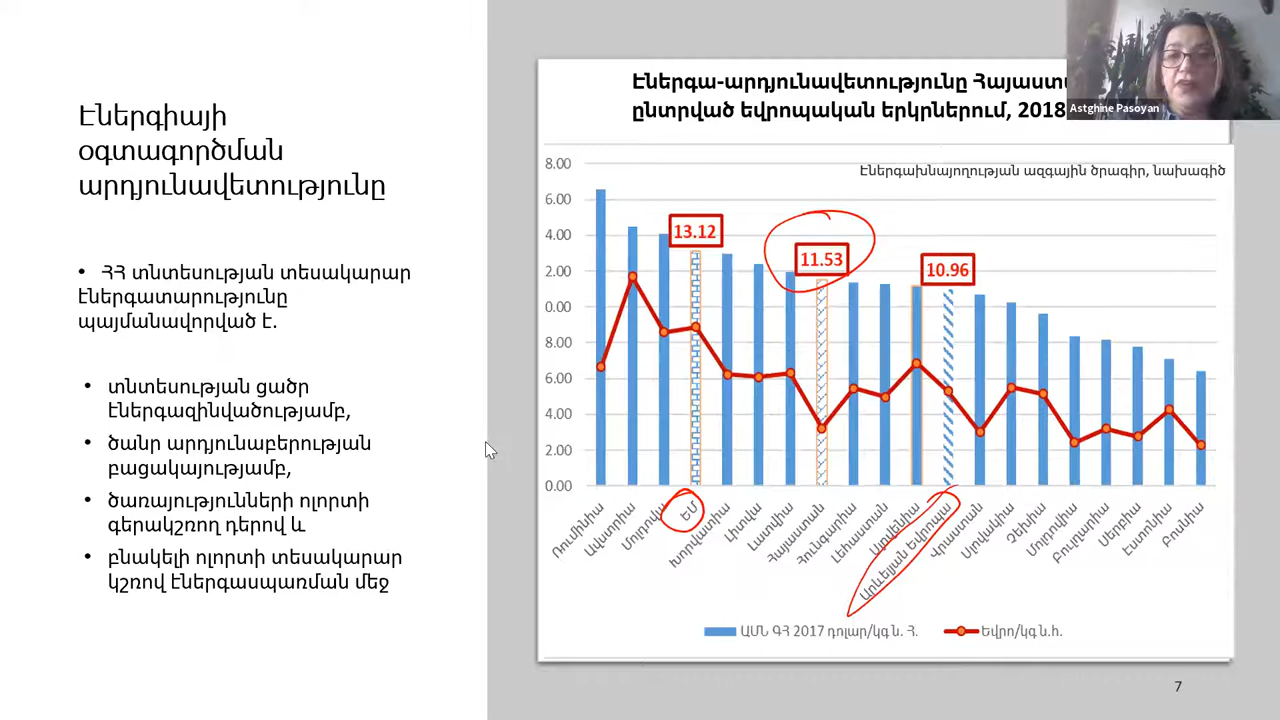 Էներգիայի
օգտագործման
արդյունավետությունը
• ՀՀ տնտեսության տեսակարար
էներգատարությունը
պայմանավորված է.
• տնտեսության ցածր
էներգազինվածությամբ,
• ծանր արդյունաբերության
բացակայությամբ,
• ծառայությունների ոլորտի
գերակշռող դերով և
• բնակելի ոլորտի տեսակարար
կշռով էներգասպառման մեջ
Էներգա-արդյունավետությունը
ընտրված եվրոպական երկրներում, 2018
Astghine Pasoyan
Էներգախնայողության ազգային ծրագիր, նախագիծ
8.00
6.00
4.00
2.00
0.00
8.00
6.00
4.00
2.00
0.00
13.12
11.53
10.96
Ռումինիա
Ավստրիա
Մոլդովա
ԵՄ
Խորվատիա
Լիտվա
Լատվիա
Հայաստան
Հունգարիա
Լեհաստան
Սլովենիա
Արևելյան Եվրոպա
Վրաստան
Սլովակիա
Չեխիա
Բուլղարիա
Սերբիա
Էստոնիա
Բոսնիա
ԱՄՆ ԳՀ 2017 դոլար/կգ ն. Հ.
Եվրո/կգ ն.հ.
7